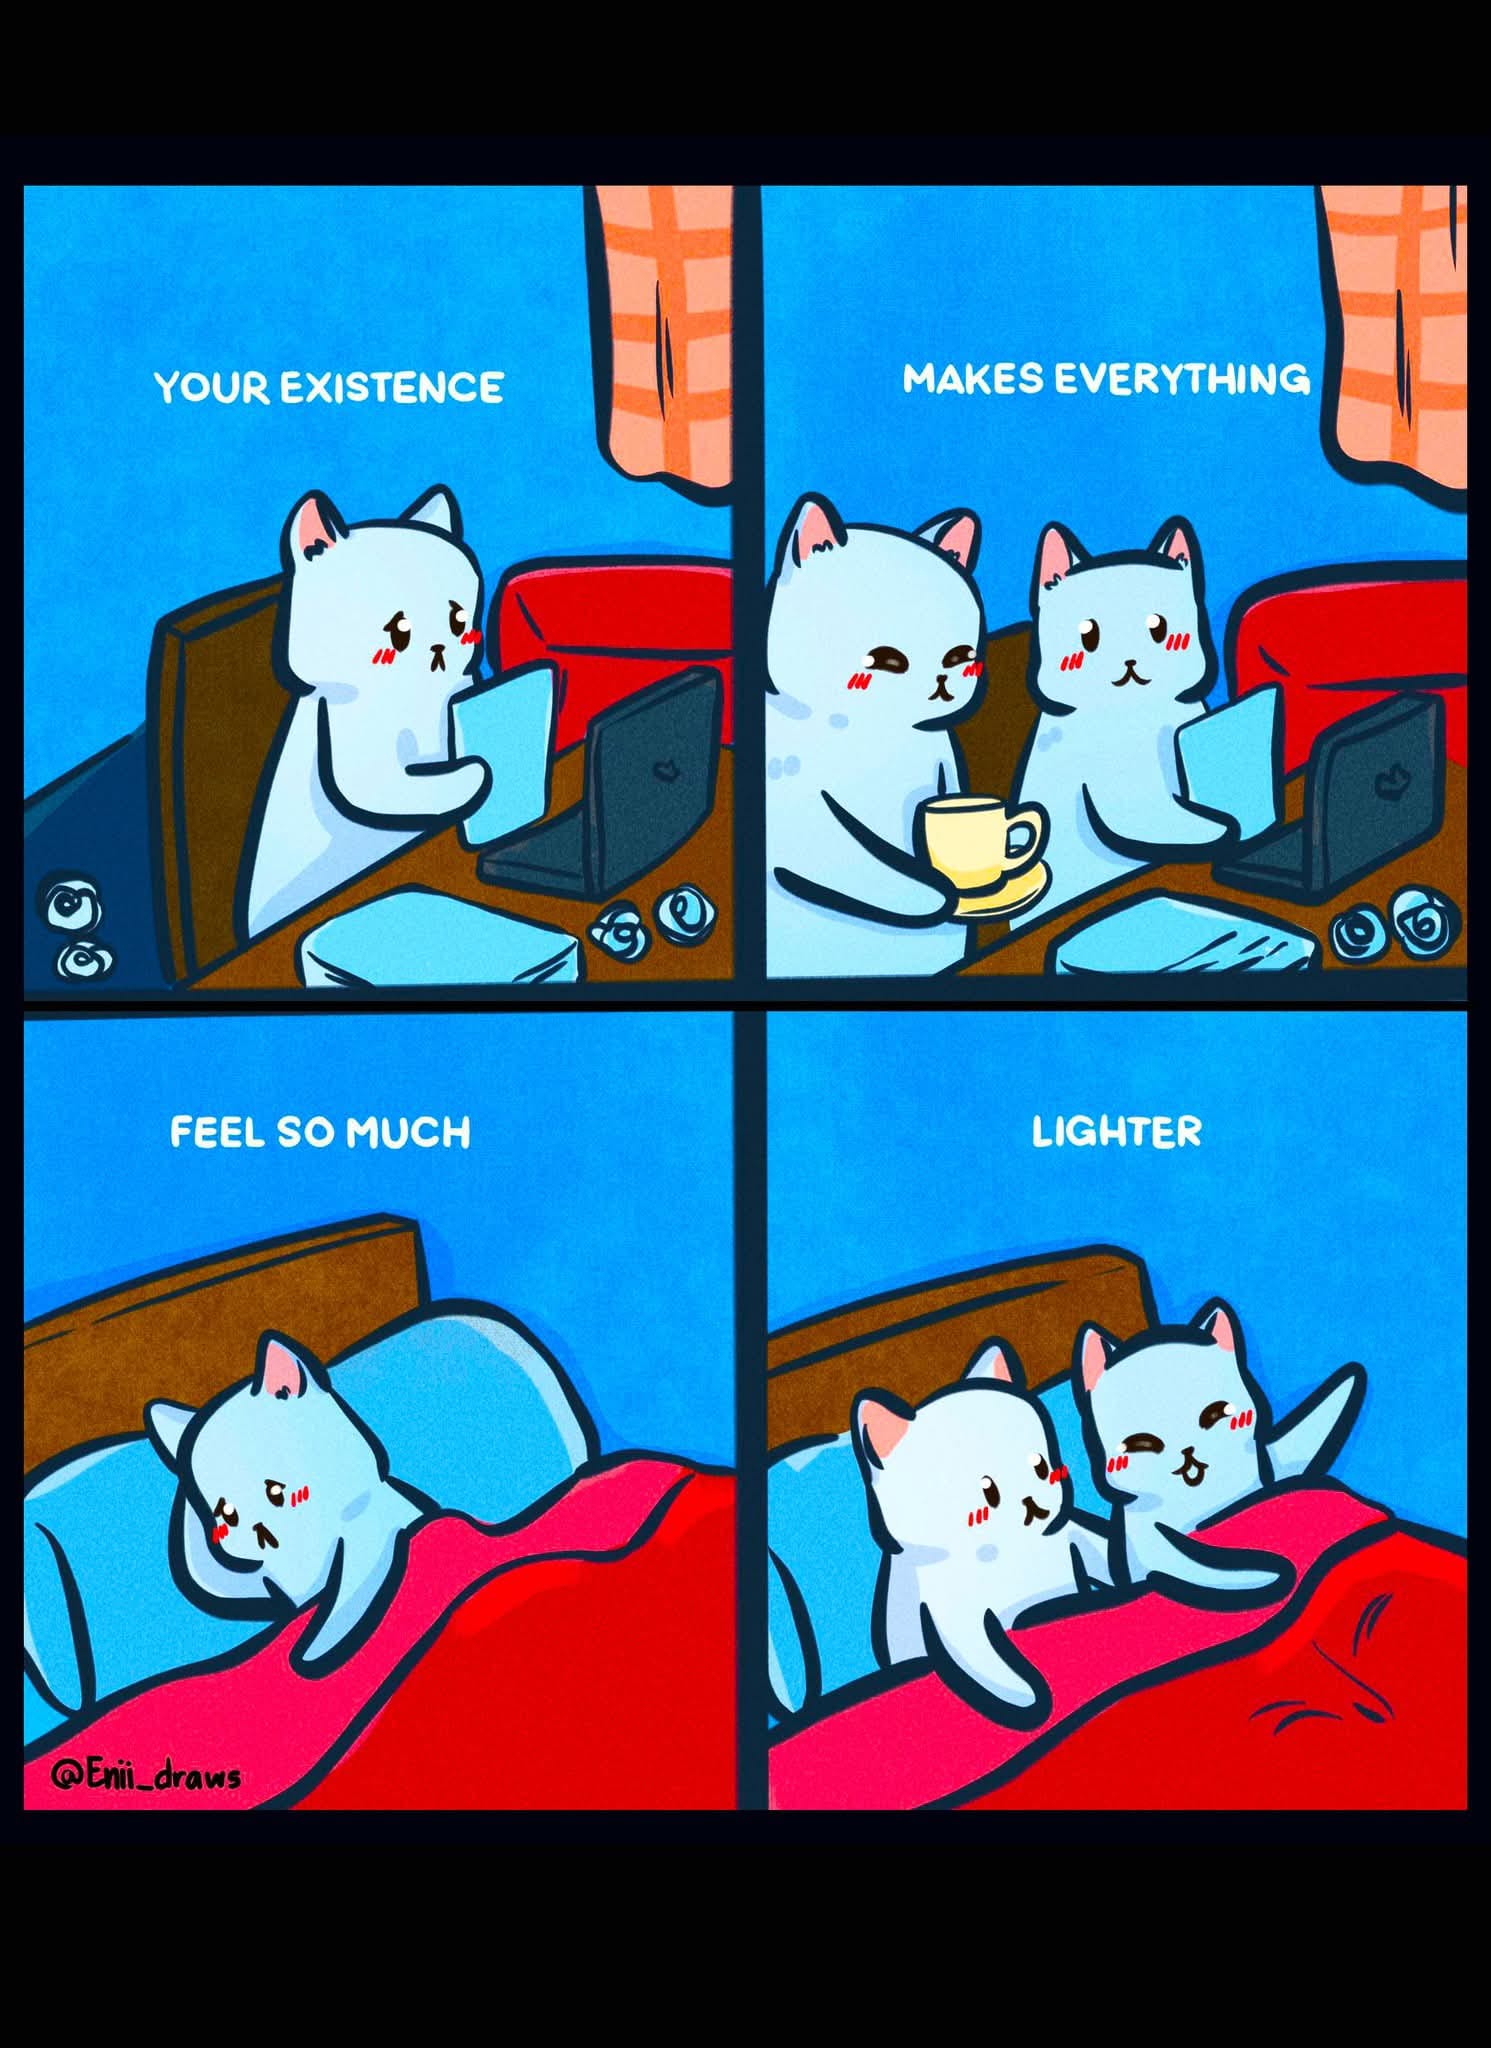 YOUR EXISTENCE
MAKES EVERYTHING
FEEL SO MUCH
LIGHTER
@Enii_draws